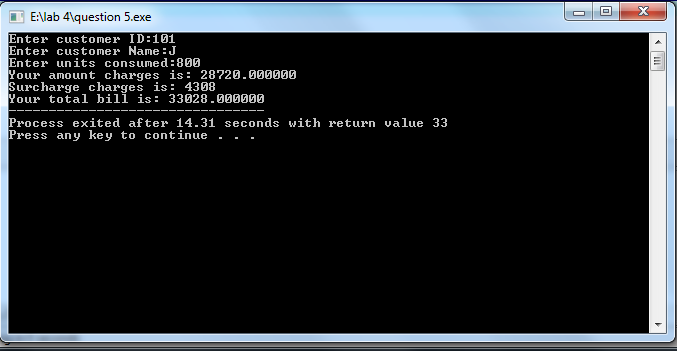 E:\lab 4\question 5.exe
Enter customer ID:101
Enter customer Name:J
Enter units consumed:800
Your amount charges is: 28720.000000
Surcharge charges is: 4308
Your total bill is: 33028.000000
--------------------------------
Process exited after 14.31 seconds with return value 33
Press any key to continue . . .